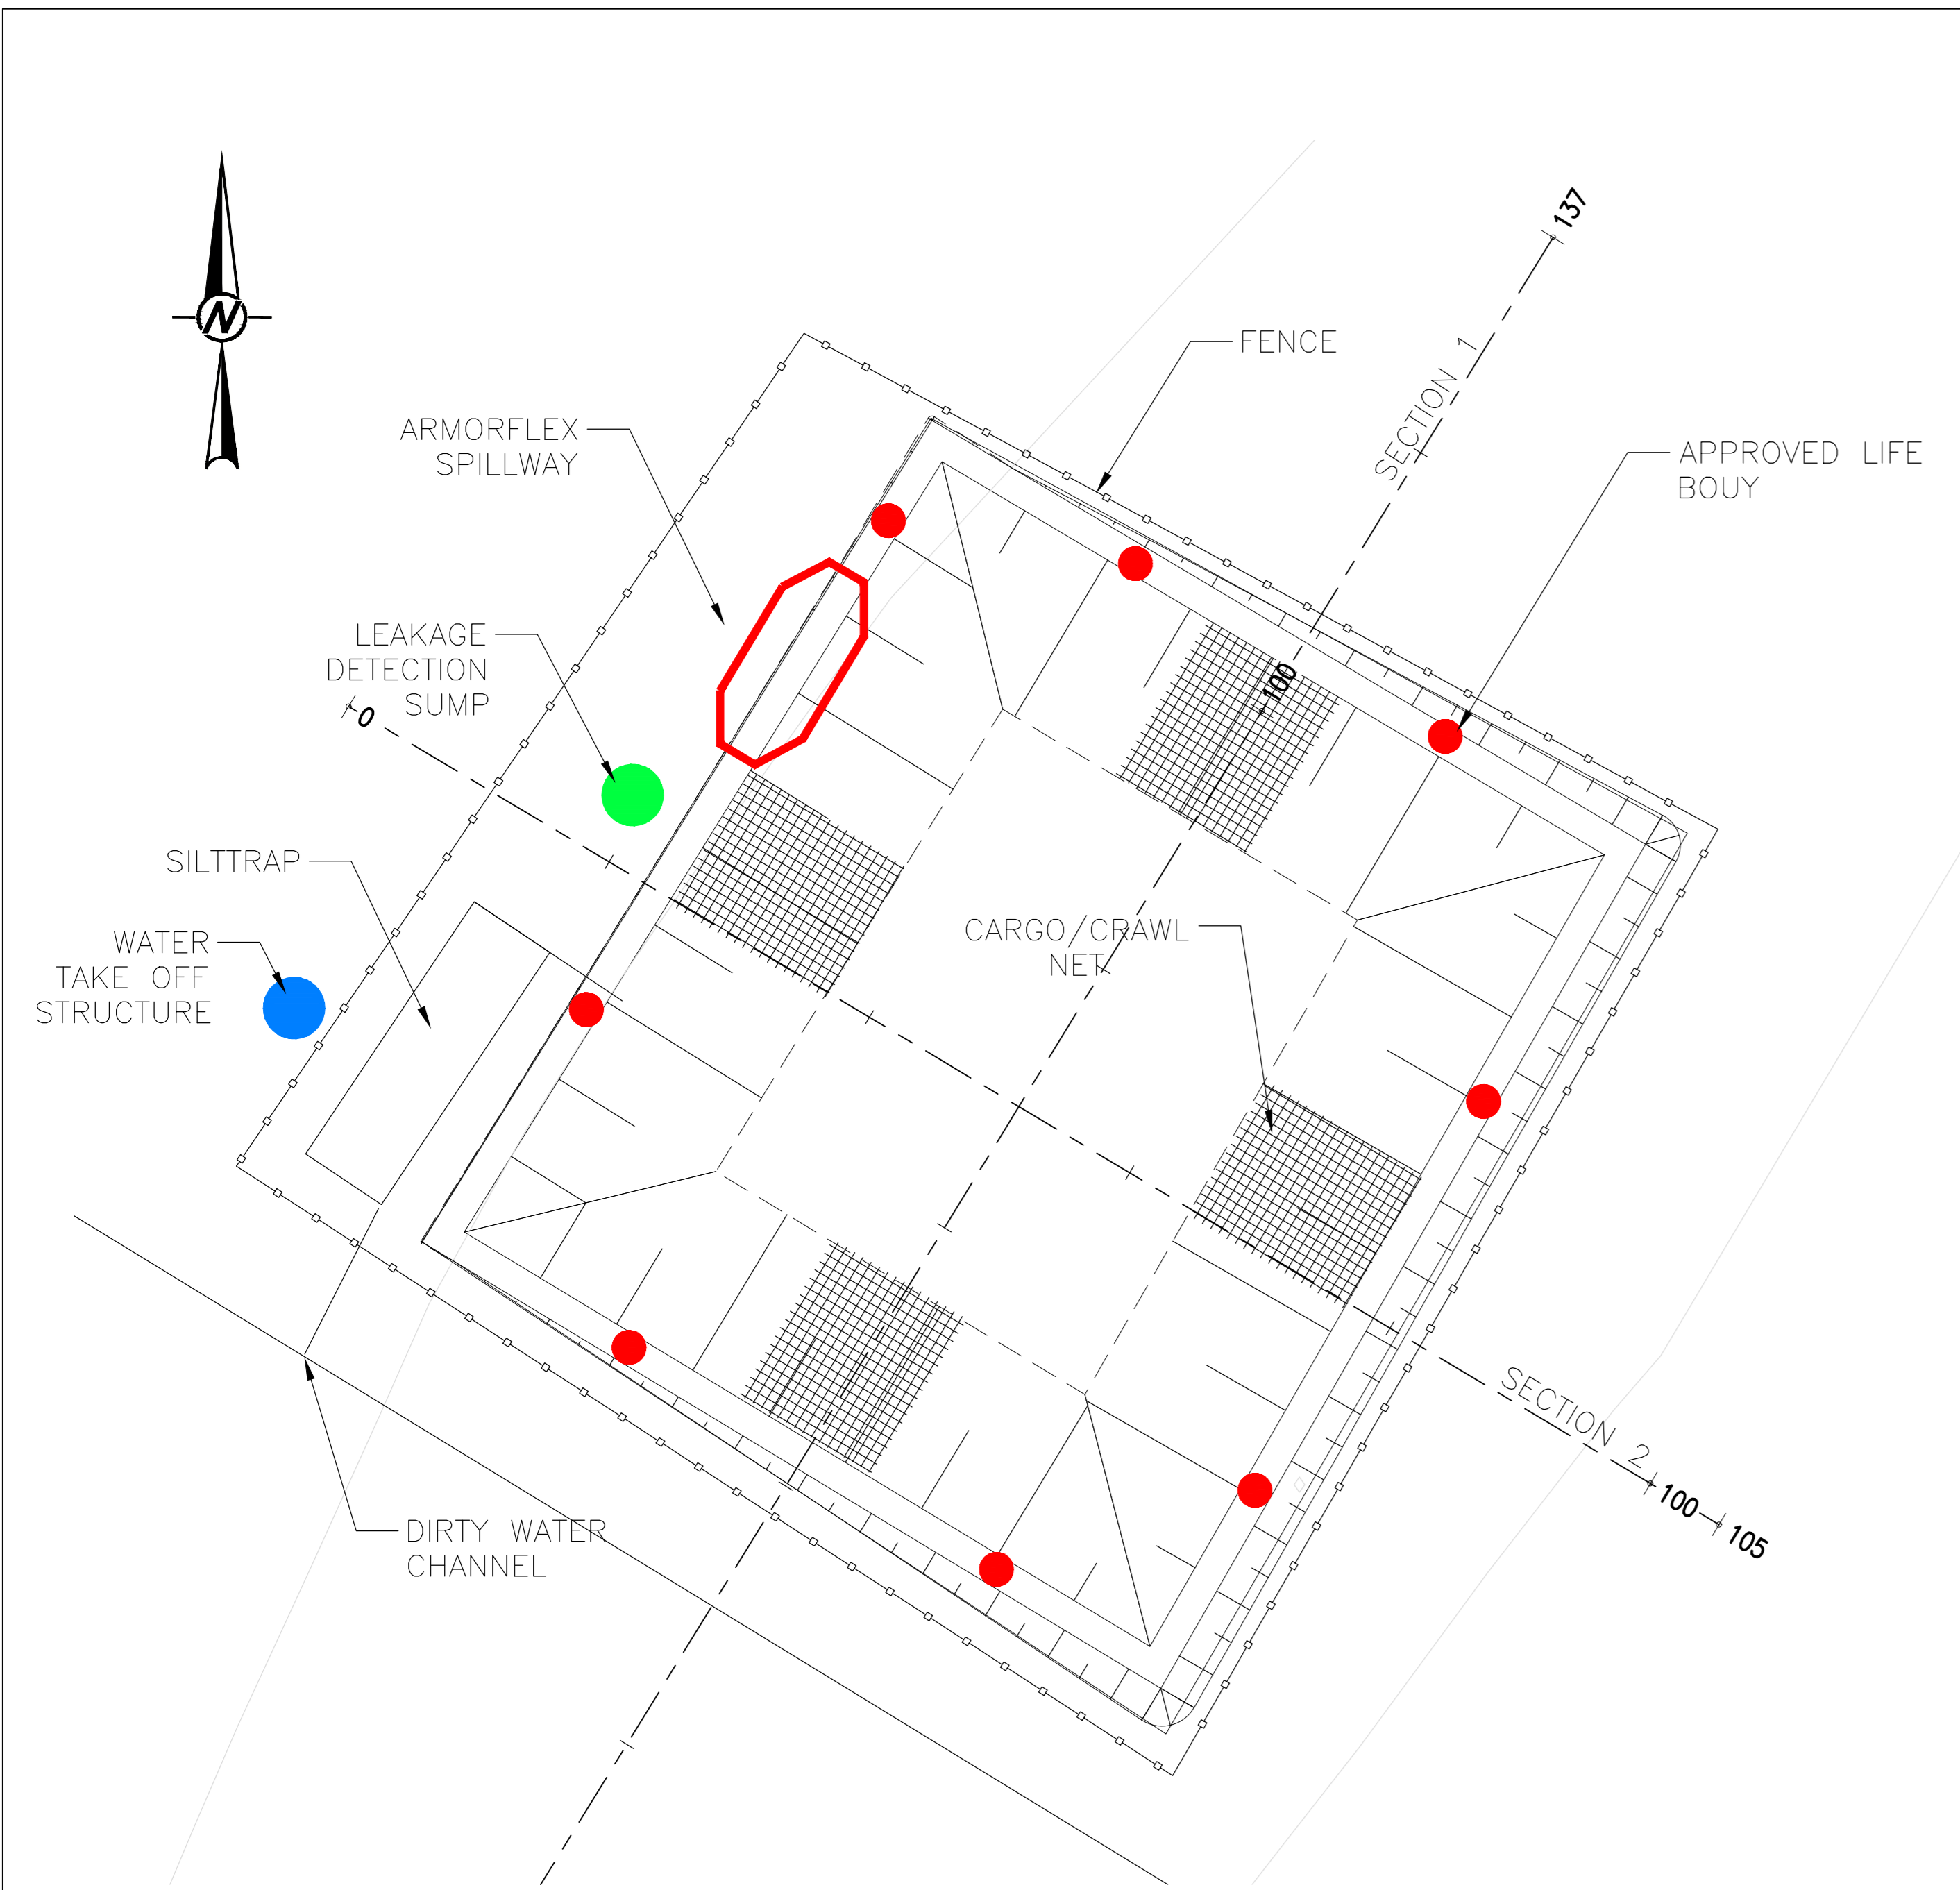 137
N
FENCE
SECTION 1
ARMORFLEX
SPILLWAY
APPROVED LIFE
BOUY
LEAKAGE
DETECTION
SUMP
0
100
SILTTRAP
WATER
TAKE OFF
STRUCTURE
CARGO/CRAWL
NET
SECTION 2
100
105
DIRTY WATER
CHANNEL